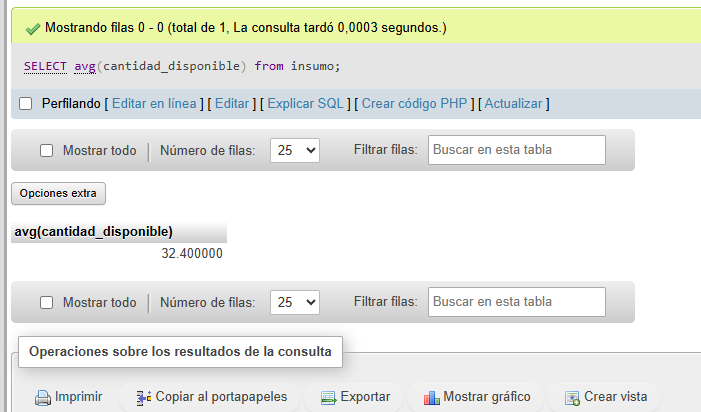 Mostrando filas 0 - 0 (total de 1, La consulta tardó 0,0003 segundos.)
SELECT avg(cantidad_disponible) from insumo;
Perfilando [ Editar en línea ] [ Editar ] [ Explicar SQL ] [ Crear código PHP ] [ Actualizar ]
Mostrar todo | Número de filas: 25 Filtrar filas: Buscar en esta tabla
Opciones extra
avg(cantidad_disponible)
32.400000
Mostrar todo | Número de filas: 25 Filtrar filas: Buscar en esta tabla
Operaciones sobre los resultados de la consulta
Imprimir Copiar al portapapeles Exportar Mostrar gráfico Crear vista